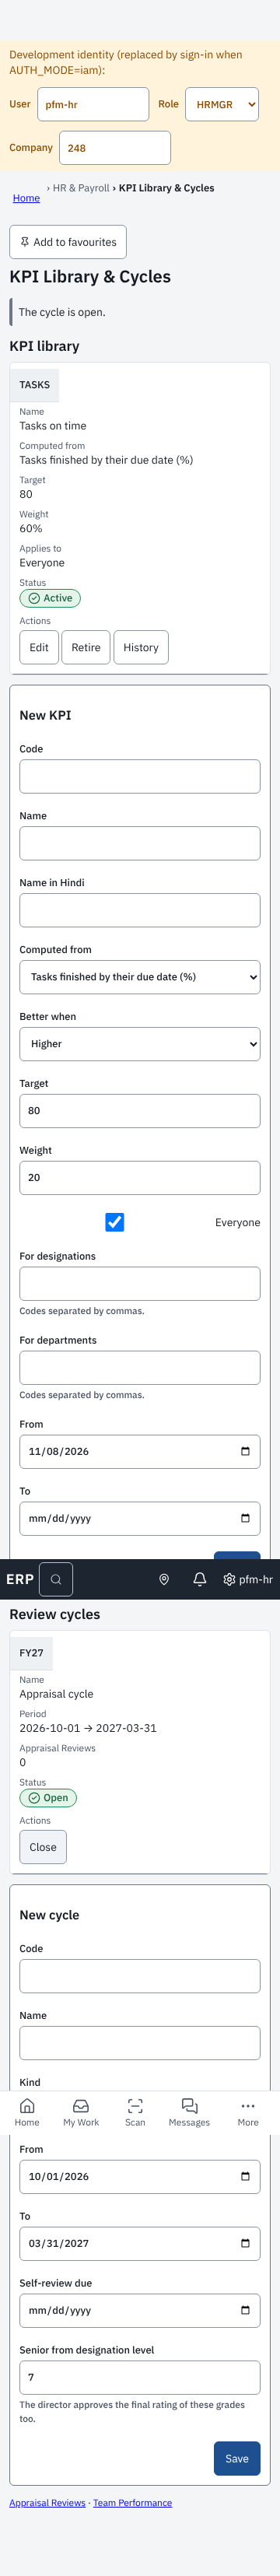 Development identity (replaced by sign-in when
AUTH_MODE=iam):
User pfm-hr Role HRMGR
Company 248
Home › HR & Payroll › KPI Library & Cycles
Add to favourites
KPI Library & Cycles
The cycle is open.
KPI library
TASKS
Name
Tasks on time
Computed from
Tasks finished by their due date (%)
Target
80
Weight
60%
Applies to
Everyone
Status
Active
Actions
Edit Retire History
New KPI
Code
Name
Name in Hindi
Computed from
Tasks finished by their due date (%)
Better when
Higher
Target
80
Weight
20
Everyone
For designations
Codes separated by commas.
For departments
Codes separated by commas.
From
11/08/2026
To
mm/dd/yyyy
ERP pfm-hr
Review cycles
FY27
Name
Appraisal cycle
Period
2026-10-01 → 2027-03-31
Appraisal Reviews
0
Status
Open
Actions
Close
New cycle
Code
Name
Kind
Home My Work Scan Messages More
From
10/01/2026
To
03/31/2027
Self-review due
mm/dd/yyyy
Senior from designation level
7
The director approves the final rating of these grades
too.
Save
Appraisal Reviews · Team Performance